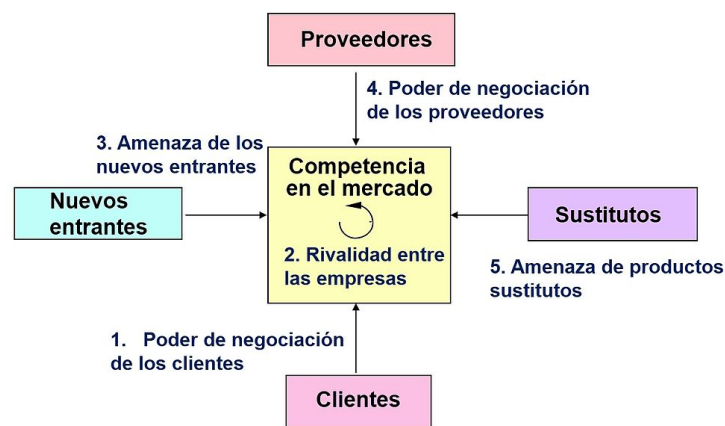 Proveedores
4. Poder de negociación
de los proveedores
3. Amenaza de los
nuevos entrantes
Competencia
en el mercado
Nuevos
entrantes
Sustitutos
2. Rivalidad entre
las empresas
5. Amenaza de productos
sustitutos
1. Poder de negociación
de los clientes
Clientes